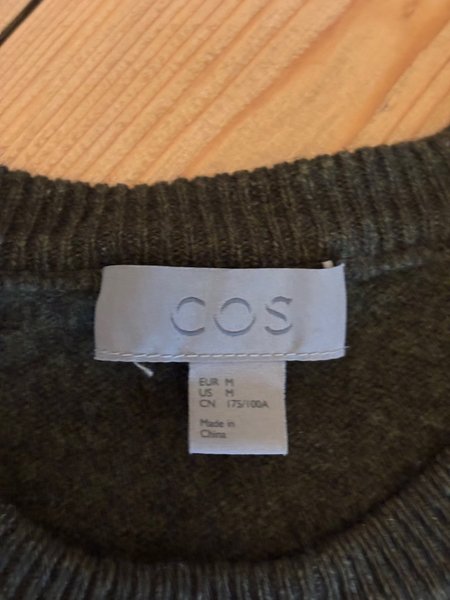 COS
EUR M
US M
CN 175/100A
Made in
China